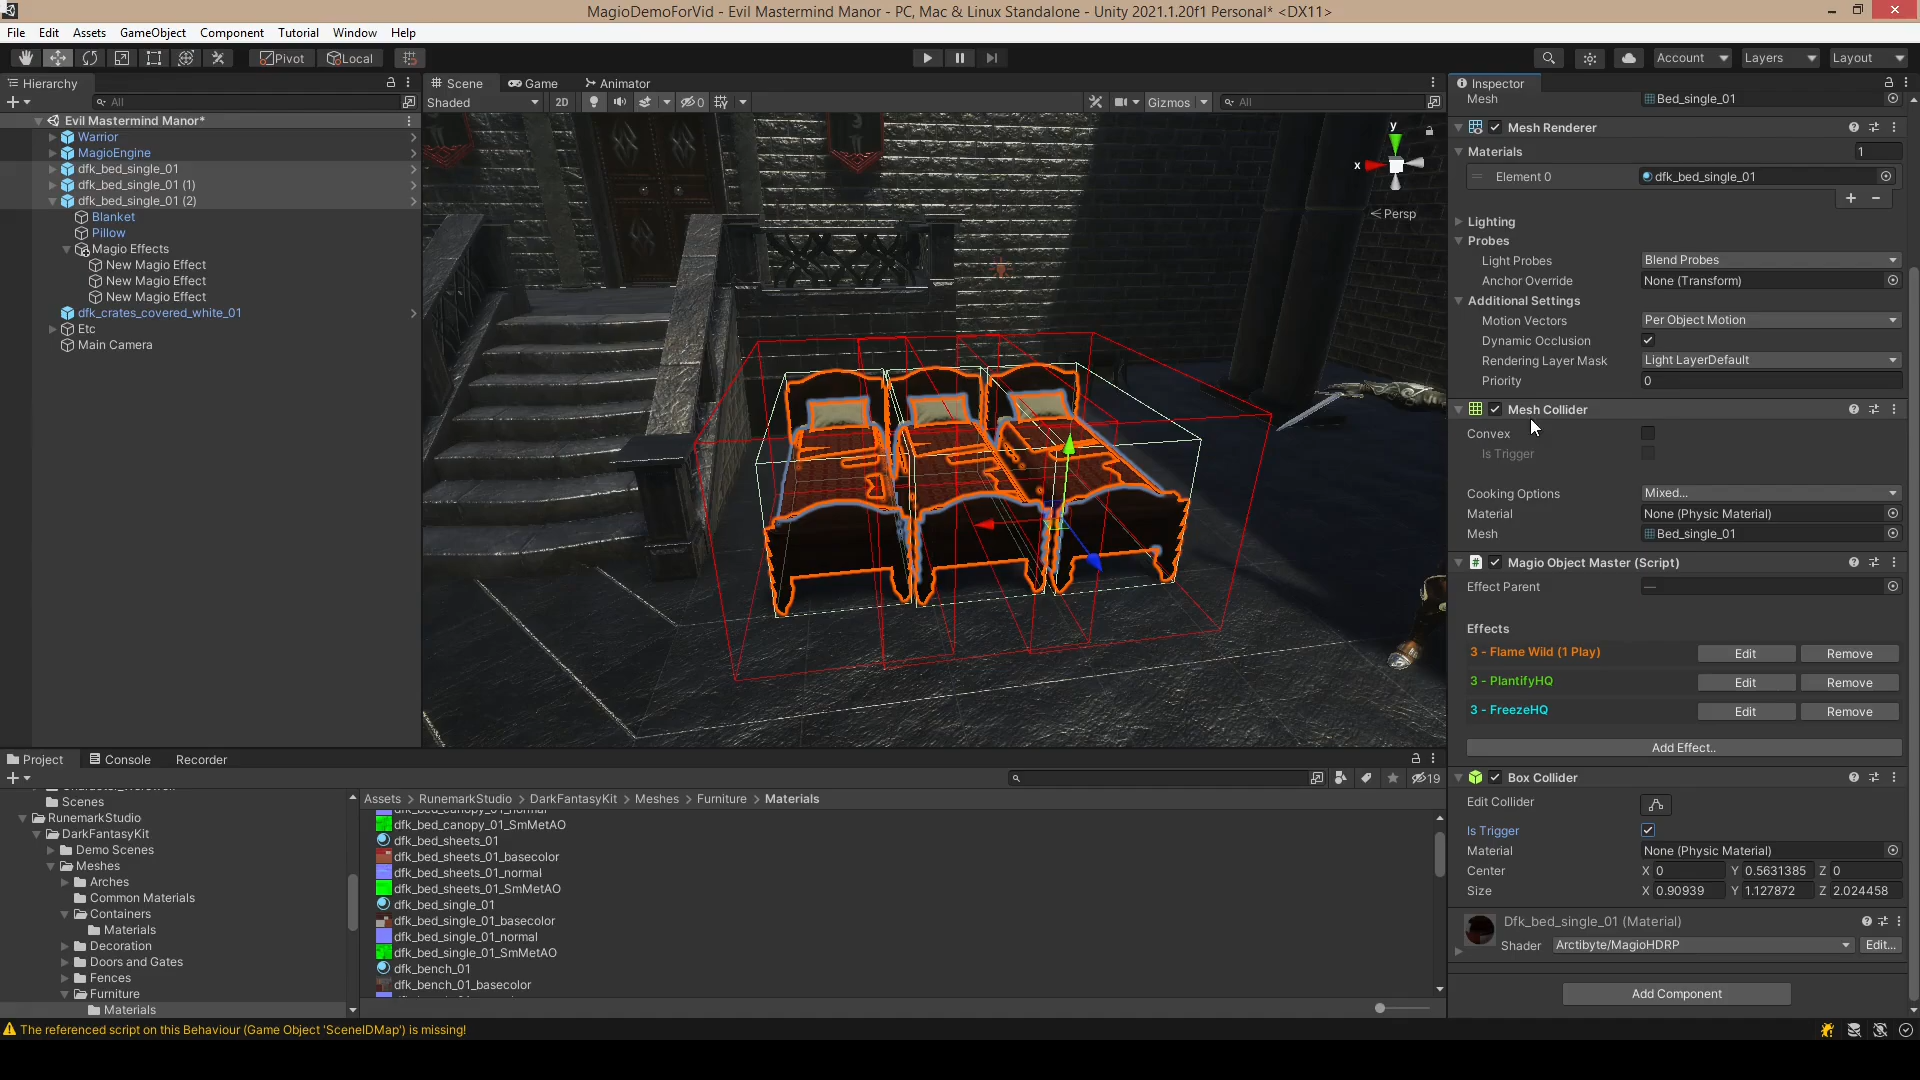 MagioDemoForVid - Evil Mastermind Manor - PC, Mac & Linux Standalone - Unity 2021.1.20f1 Personal* <DX11>
File Edit Assets GameObject Component Tutorial Window Help
Pivot Local Account Layers Layout
Hierarchy
All
Evil Mastermind Manor*
Warrior
MagioEngine
dfk_bed_single_01
dfk_bed_single_01 (1)
dfk_bed_single_01 (2)
Blanket
Pillow
Magio Effects
New Magio Effect
New Magio Effect
New Magio Effect
dfk_crates_covered_white_01
Etc
Main Camera
Scene Game Animator
Shaded 2D 0 Gizmos All
y
x
< Persp
Inspector
Mesh Bed_single_01
Mesh Renderer
Materials 1
Element 0 dfk_bed_single_01
Lighting
Probes
Light Probes Blend Probes
Anchor Override None (Transform)
Additional Settings
Motion Vectors Per Object Motion
Dynamic Occlusion
Rendering Layer Mask Light LayerDefault
Priority 0
Mesh Collider
Convex
Is Trigger
Cooking Options Mixed...
Material None (Physic Material)
Mesh Bed_single_01
Magio Object Master (Script)
Effect Parent —
Effects
3 - Flame Wild (1 Play) Edit Remove
3 - PlantifyHQ Edit Remove
3 - FreezeHQ Edit Remove
Add Effect..
Box Collider
Edit Collider
Is Trigger
Material None (Physic Material)
Center X 0 Y 0.5631385 Z 0
Size X 0.90939 Y 1.127872 Z 2.024458
Dfk_bed_single_01 (Material)
Shader Arctibyte/MagioHDRP Edit...
Add Component
Project Console Recorder
19
Scenes
RunemarkStudio
DarkFantasyKit
Demo Scenes
Meshes
Arches
Common Materials
Containers
Materials
Decoration
Doors and Gates
Fences
Furniture
Materials
Assets > RunemarkStudio > DarkFantasyKit > Meshes > Furniture > Materials
dfk_bed_canopy_01_normal
dfk_bed_canopy_01_SmMetAO
dfk_bed_sheets_01
dfk_bed_sheets_01_basecolor
dfk_bed_sheets_01_normal
dfk_bed_sheets_01_SmMetAO
dfk_bed_single_01
dfk_bed_single_01_basecolor
dfk_bed_single_01_normal
dfk_bed_single_01_SmMetAO
dfk_bench_01
dfk_bench_01_basecolor
The referenced script on this Behaviour (Game Object 'SceneIDMap') is missing!